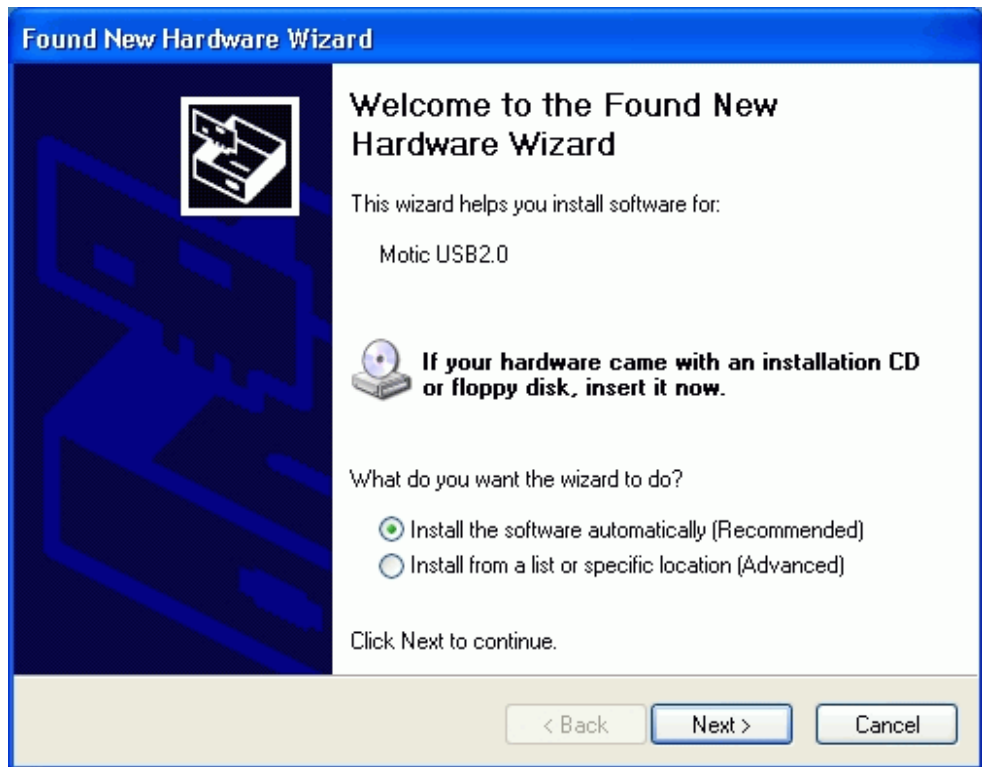 Found New Hardware Wizard
Welcome to the Found New
Hardware Wizard
This wizard helps you install software for:
Motic USB2.0
If your hardware came with an installation CD
or floppy disk, insert it now.
What do you want the wizard to do?
Install the software automatically (Recommended)
Install from a list or specific location (Advanced)
Click Next to continue.
< Back Next > Cancel